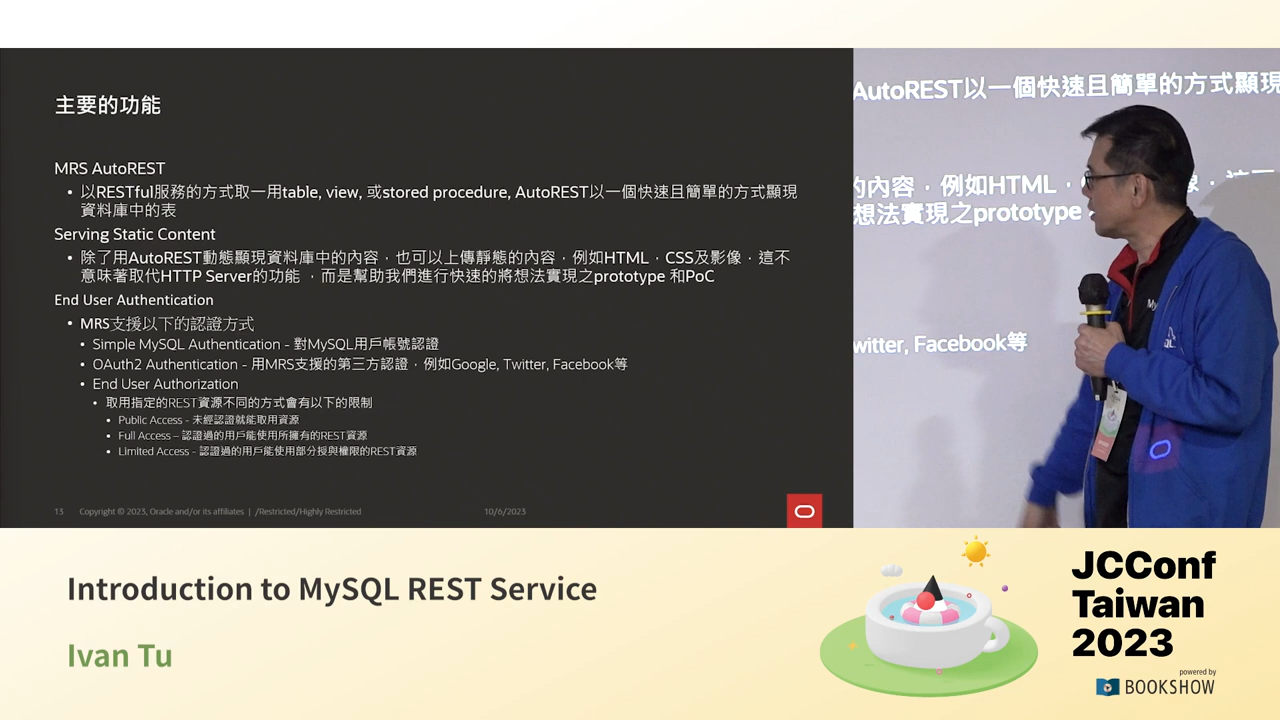 主要的功能
MRS AutoREST
• 以RESTful服務的方式取一用table, view, 或stored procedure, AutoREST以一個快速且簡單的方式顯現
資料庫中的表
Serving Static Content
• 除了用AutoREST動態顯現資料庫中的內容，也可以上傳靜態的內容，例如HTML，CSS及影像，這不
意味著取代HTTP Server的功能 ，而是幫助我們進行快速的將想法實現之prototype 和PoC
End User Authentication
• MRS支援以下的認證方式
• Simple MySQL Authentication - 對MySQL用戶帳號認證
• OAuth2 Authentication - 用MRS支援的第三方認證，例如Google, Twitter, Facebook等
• End User Authorization
• 取用指定的REST資源不同的方式會有以下的限制
• Public Access - 未經認證就能取用資源
• Full Access – 認證過的用戶能使用所擁有的REST資源
• Limited Access - 認證過的用戶能使用部分授與權限的REST資源
13 Copyright © 2023, Oracle and/or its affiliates | /Restricted/Highly Restricted 10/6/2023
AutoREST以一個快速且簡單的方式顯現
的內容，例如HTML，
想法實現之prototype
witter, Facebook等
My
Introduction to MySQL REST Service
Ivan Tu
JCConf
Taiwan
2023
powered by
BOOKSHOW